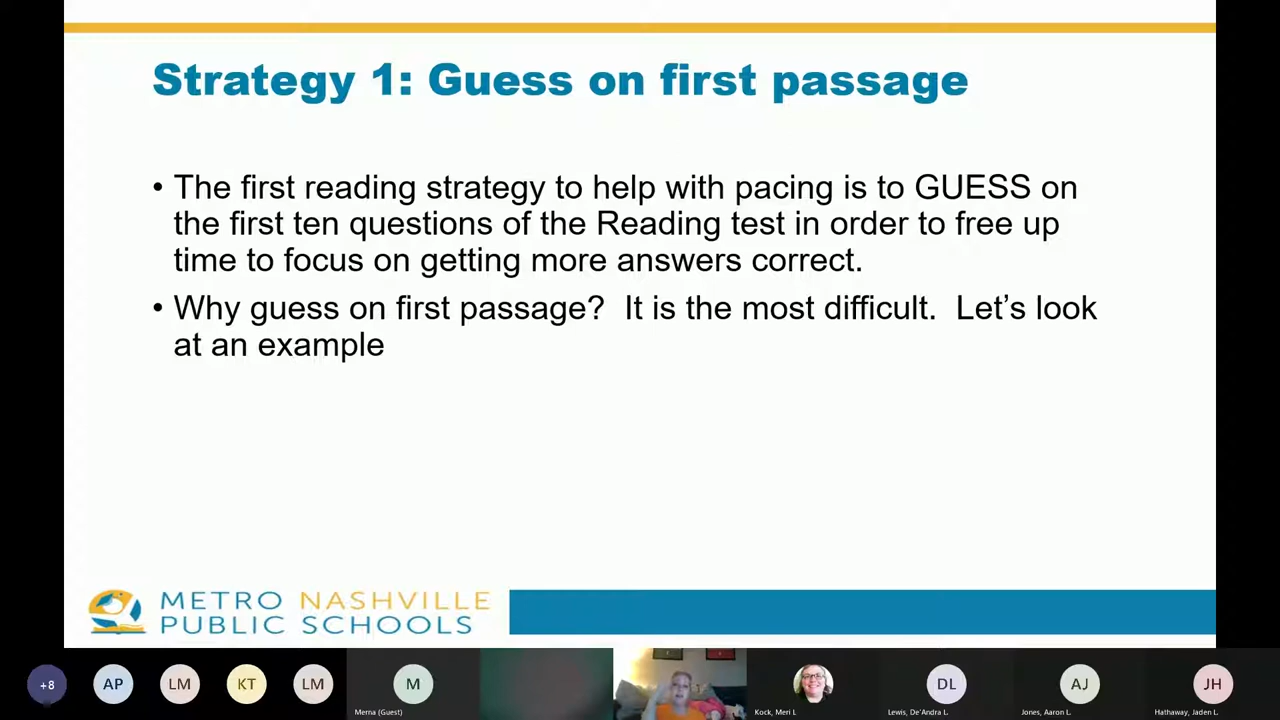 Strategy 1: Guess on first passage
• The first reading strategy to help with pacing is to GUESS on
the first ten questions of the Reading test in order to free up
time to focus on getting more answers correct.
• Why guess on first passage?  It is the most difficult.  Let’s look
at an example
METRO NASHVILLE
PUBLIC SCHOOLS
+8
AP
LM
KT
LM
M
DL
AJ
JH
Merna (Guest)
Kock, Meri L
Lewis, De'Andra L.
Jones, Aaron L.
Hathaway, Jaden L.